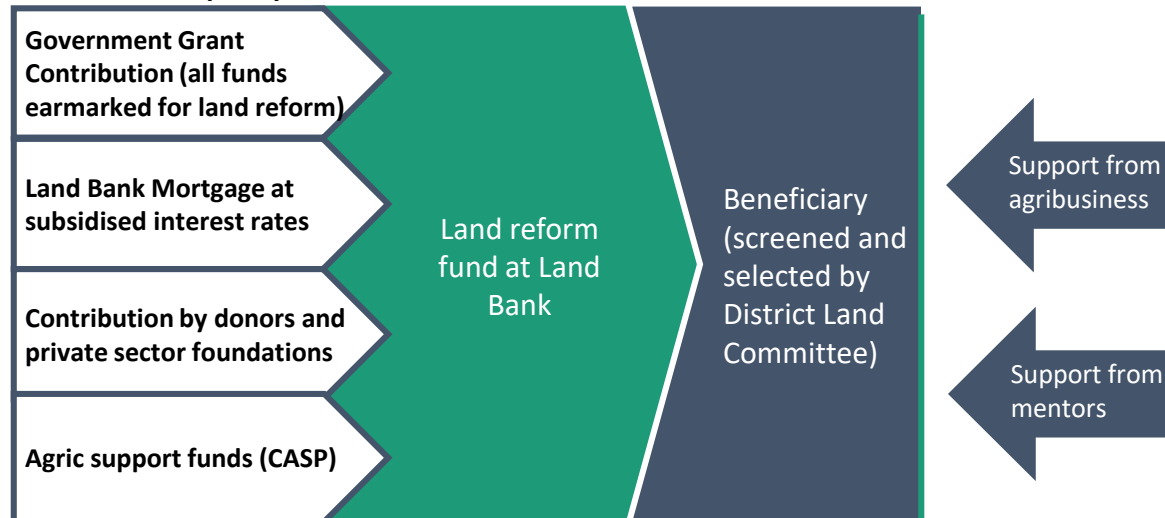 Government Grant
Contribution (all funds
earmarked for land reform)
Land Bank Mortgage at
subsidised interest rates
Contribution by donors and
private sector foundations
Agric support funds (CASP)
Land reform
fund at Land
Bank
Beneficiary
(screened and
selected by
District Land
Committee)
Support from
agribusiness
Support from
mentors